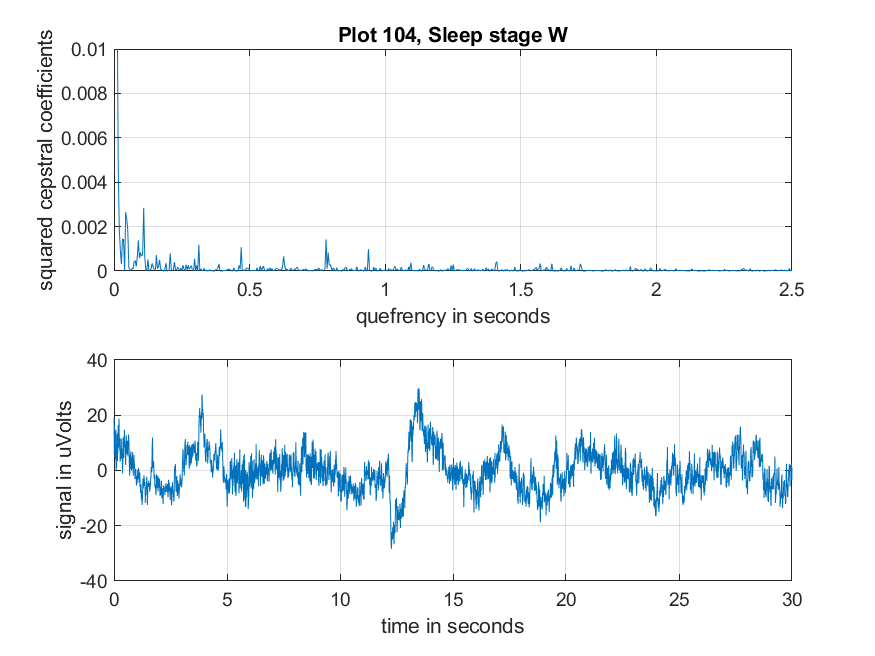 Plot 104, Sleep stage W
squared cepstral coefficients
0.01
0.008
0.006
0.004
0.002
0
0 0.5 1 1.5 2 2.5
quefrency in seconds
signal in uVolts
40
20
0
-20
-40
0 5 10 15 20 25 30
time in seconds